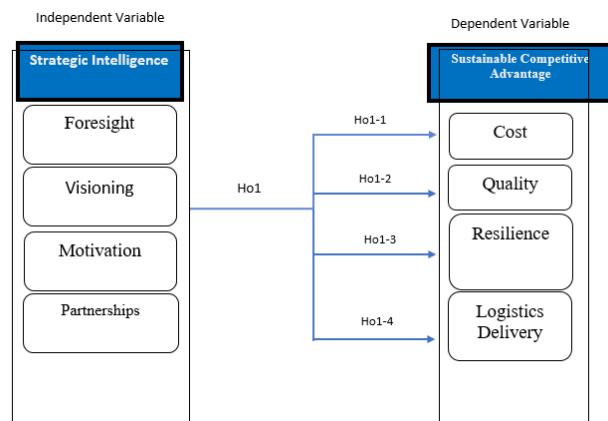 Independent Variable
Dependent Variable
Strategic Intelligence
Sustainable Competitive
Advantage
Foresight
Visioning
Motivation
Partnerships
Ho1
Ho1-1
Ho1-2
Ho1-3
Ho1-4
Cost
Quality
Resilience
Logistics
Delivery